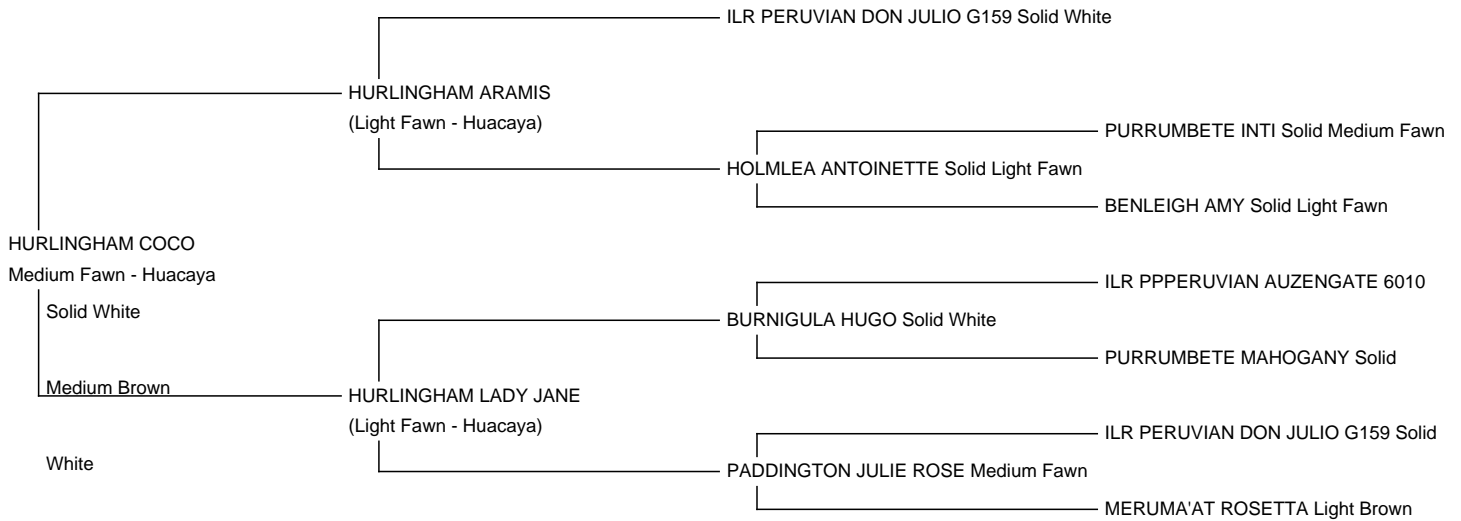 ILR PERUVIAN DON JULIO G159 Solid White
HURLINGHAM ARAMIS
(Light Fawn - Huacaya)
PURRUMBETE INTI Solid Medium Fawn
HOLMLEA ANTOINETTE Solid Light Fawn
BENLEIGH AMY Solid Light Fawn
HURLINGHAM COCO
Medium Fawn - Huacaya
Solid White
ILR PPPERUVIAN AUZENGATE 6010
BURNIGULA HUGO Solid White
PURRUMBETE MAHOGANY Solid
Medium Brown
HURLINGHAM LADY JANE
(Light Fawn - Huacaya)
ILR PERUVIAN DON JULIO G159 Solid
White
PADDINGTON JULIE ROSE Medium Fawn
MERUMA'AT ROSETTA Light Brown